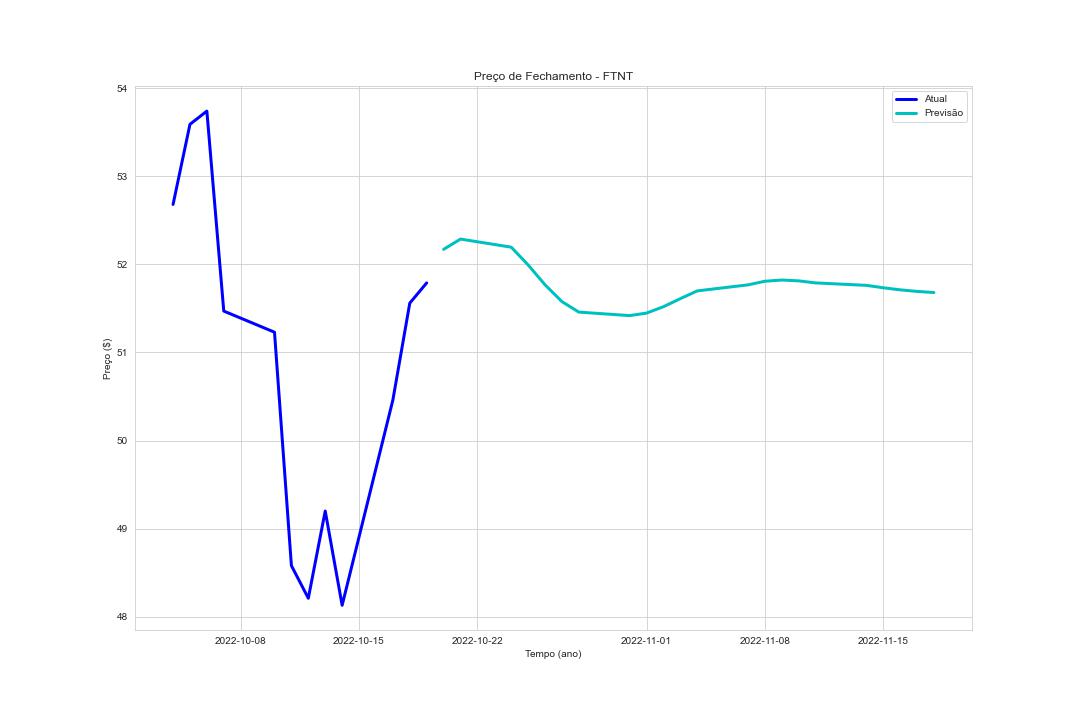 Preço de Fechamento - FTNT
Atual
Previsão
54
53
52
51
50
49
48
Preço ($)
2022-10-08
2022-10-15
2022-10-22
2022-11-01
2022-11-08
2022-11-15
Tempo (ano)